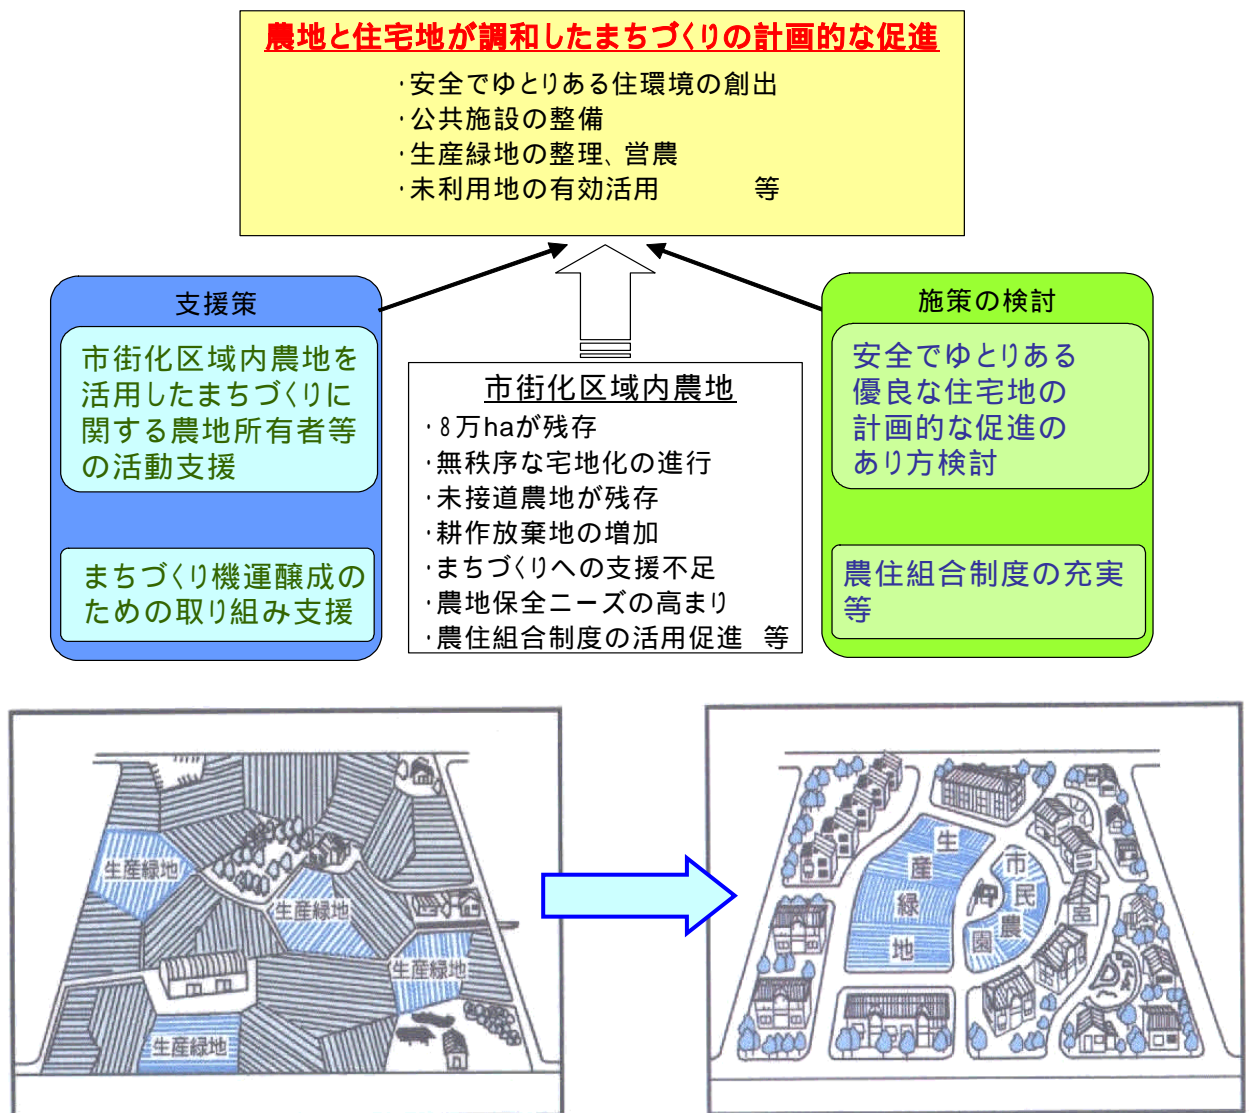 農地と住宅地が調和したまちづくりの計画的な促進
・安全でゆとりある住環境の創出
・公共施設の整備
・生産緑地の整理、営農
・未利用地の有効活用　　　等
支援策
市街化区域内農地を
活用したまちづくりに
関する農地所有者等
の活動支援
まちづくり機運醸成の
ための取り組み支援
市街化区域内農地
・8万haが残存
・無秩序な宅地化の進行
・未接道農地が残存
・耕作放棄地の増加
・まちづくりへの支援不足
・農地保全ニーズの高まり
・農住組合制度の活用促進　等
施策の検討
安全でゆとりある
優良な住宅地の
計画的な促進の
あり方検討
農住組合制度の充実
等
生産緑地
生産緑地
生産緑地
生産緑地
生産緑地
市民農園